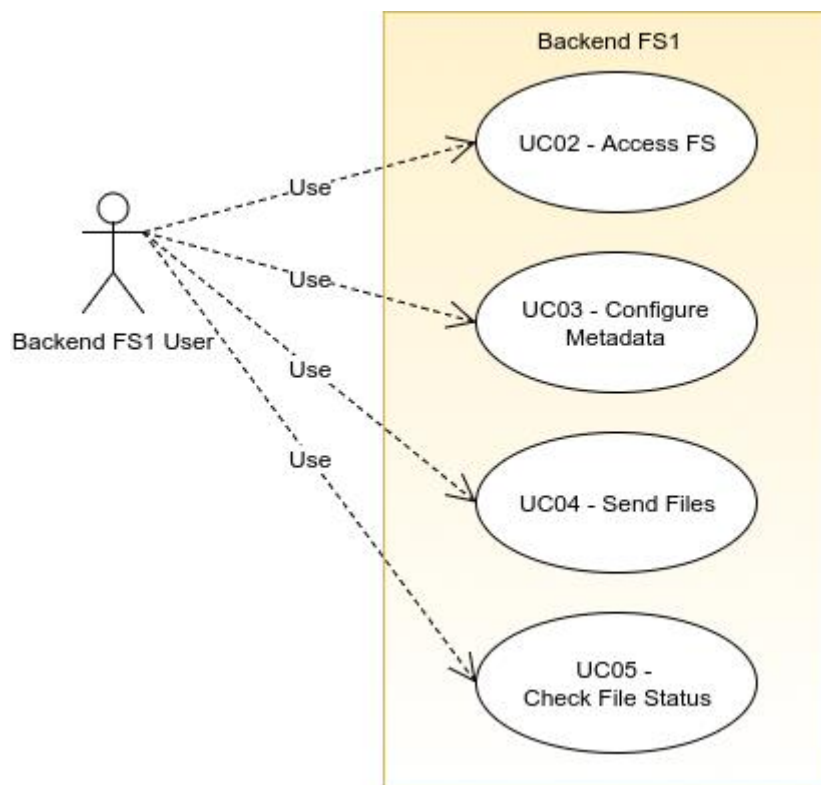 Backend FS1
UC02 - Access FS
Use
Use
UC03 - Configure
Metadata
Backend FS1 User
Use
Use
UC04 - Send Files
UC05 -
Check File Status